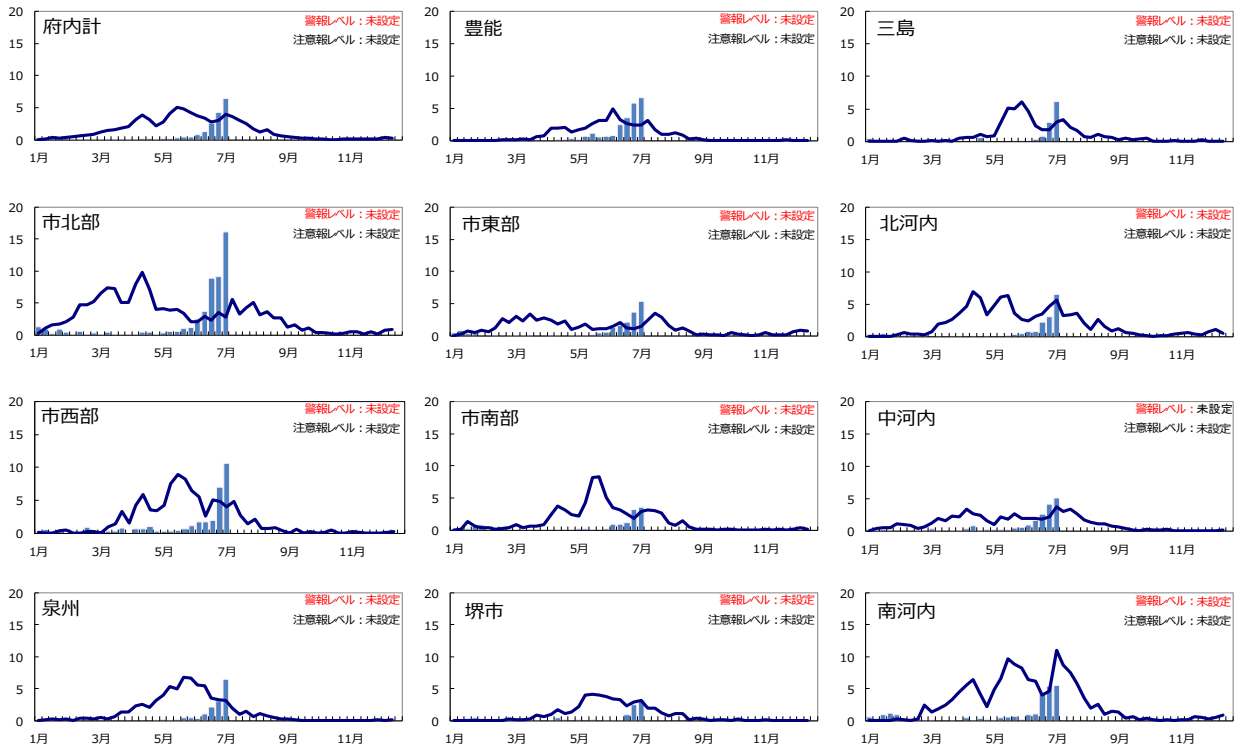 府内計
警報レベル：未設定
注意報レベル：未設定
20
15
10
5
0
1月 3月 5月 7月 9月 11月
豊能
警報レベル：未設定
注意報レベル：未設定
20
15
10
5
0
1月 3月 5月 7月 9月 11月
三島
警報レベル：未設定
注意報レベル：未設定
20
15
10
5
0
1月 3月 5月 7月 9月 11月
市北部
警報レベル：未設定
注意報レベル：未設定
20
15
10
5
0
1月 3月 5月 7月 9月 11月
市東部
警報レベル：未設定
注意報レベル：未設定
20
15
10
5
0
1月 3月 5月 7月 9月 11月
北河内
警報レベル：未設定
注意報レベル：未設定
20
15
10
5
0
1月 3月 5月 7月 9月 11月
市西部
警報レベル：未設定
注意報レベル：未設定
20
15
10
5
0
1月 3月 5月 7月 9月 11月
市南部
警報レベル：未設定
注意報レベル：未設定
20
15
10
5
0
1月 3月 5月 7月 9月 11月
中河内
警報レベル：未設定
注意報レベル：未設定
20
15
10
5
0
1月 3月 5月 7月 9月 11月
泉州
警報レベル：未設定
注意報レベル：未設定
20
15
10
5
0
1月 3月 5月 7月 9月 11月
堺市
警報レベル：未設定
注意報レベル：未設定
20
15
10
5
0
1月 3月 5月 7月 9月 11月
南河内
警報レベル：未設定
注意報レベル：未設定
20
15
10
5
0
1月 3月 5月 7月 9月 11月